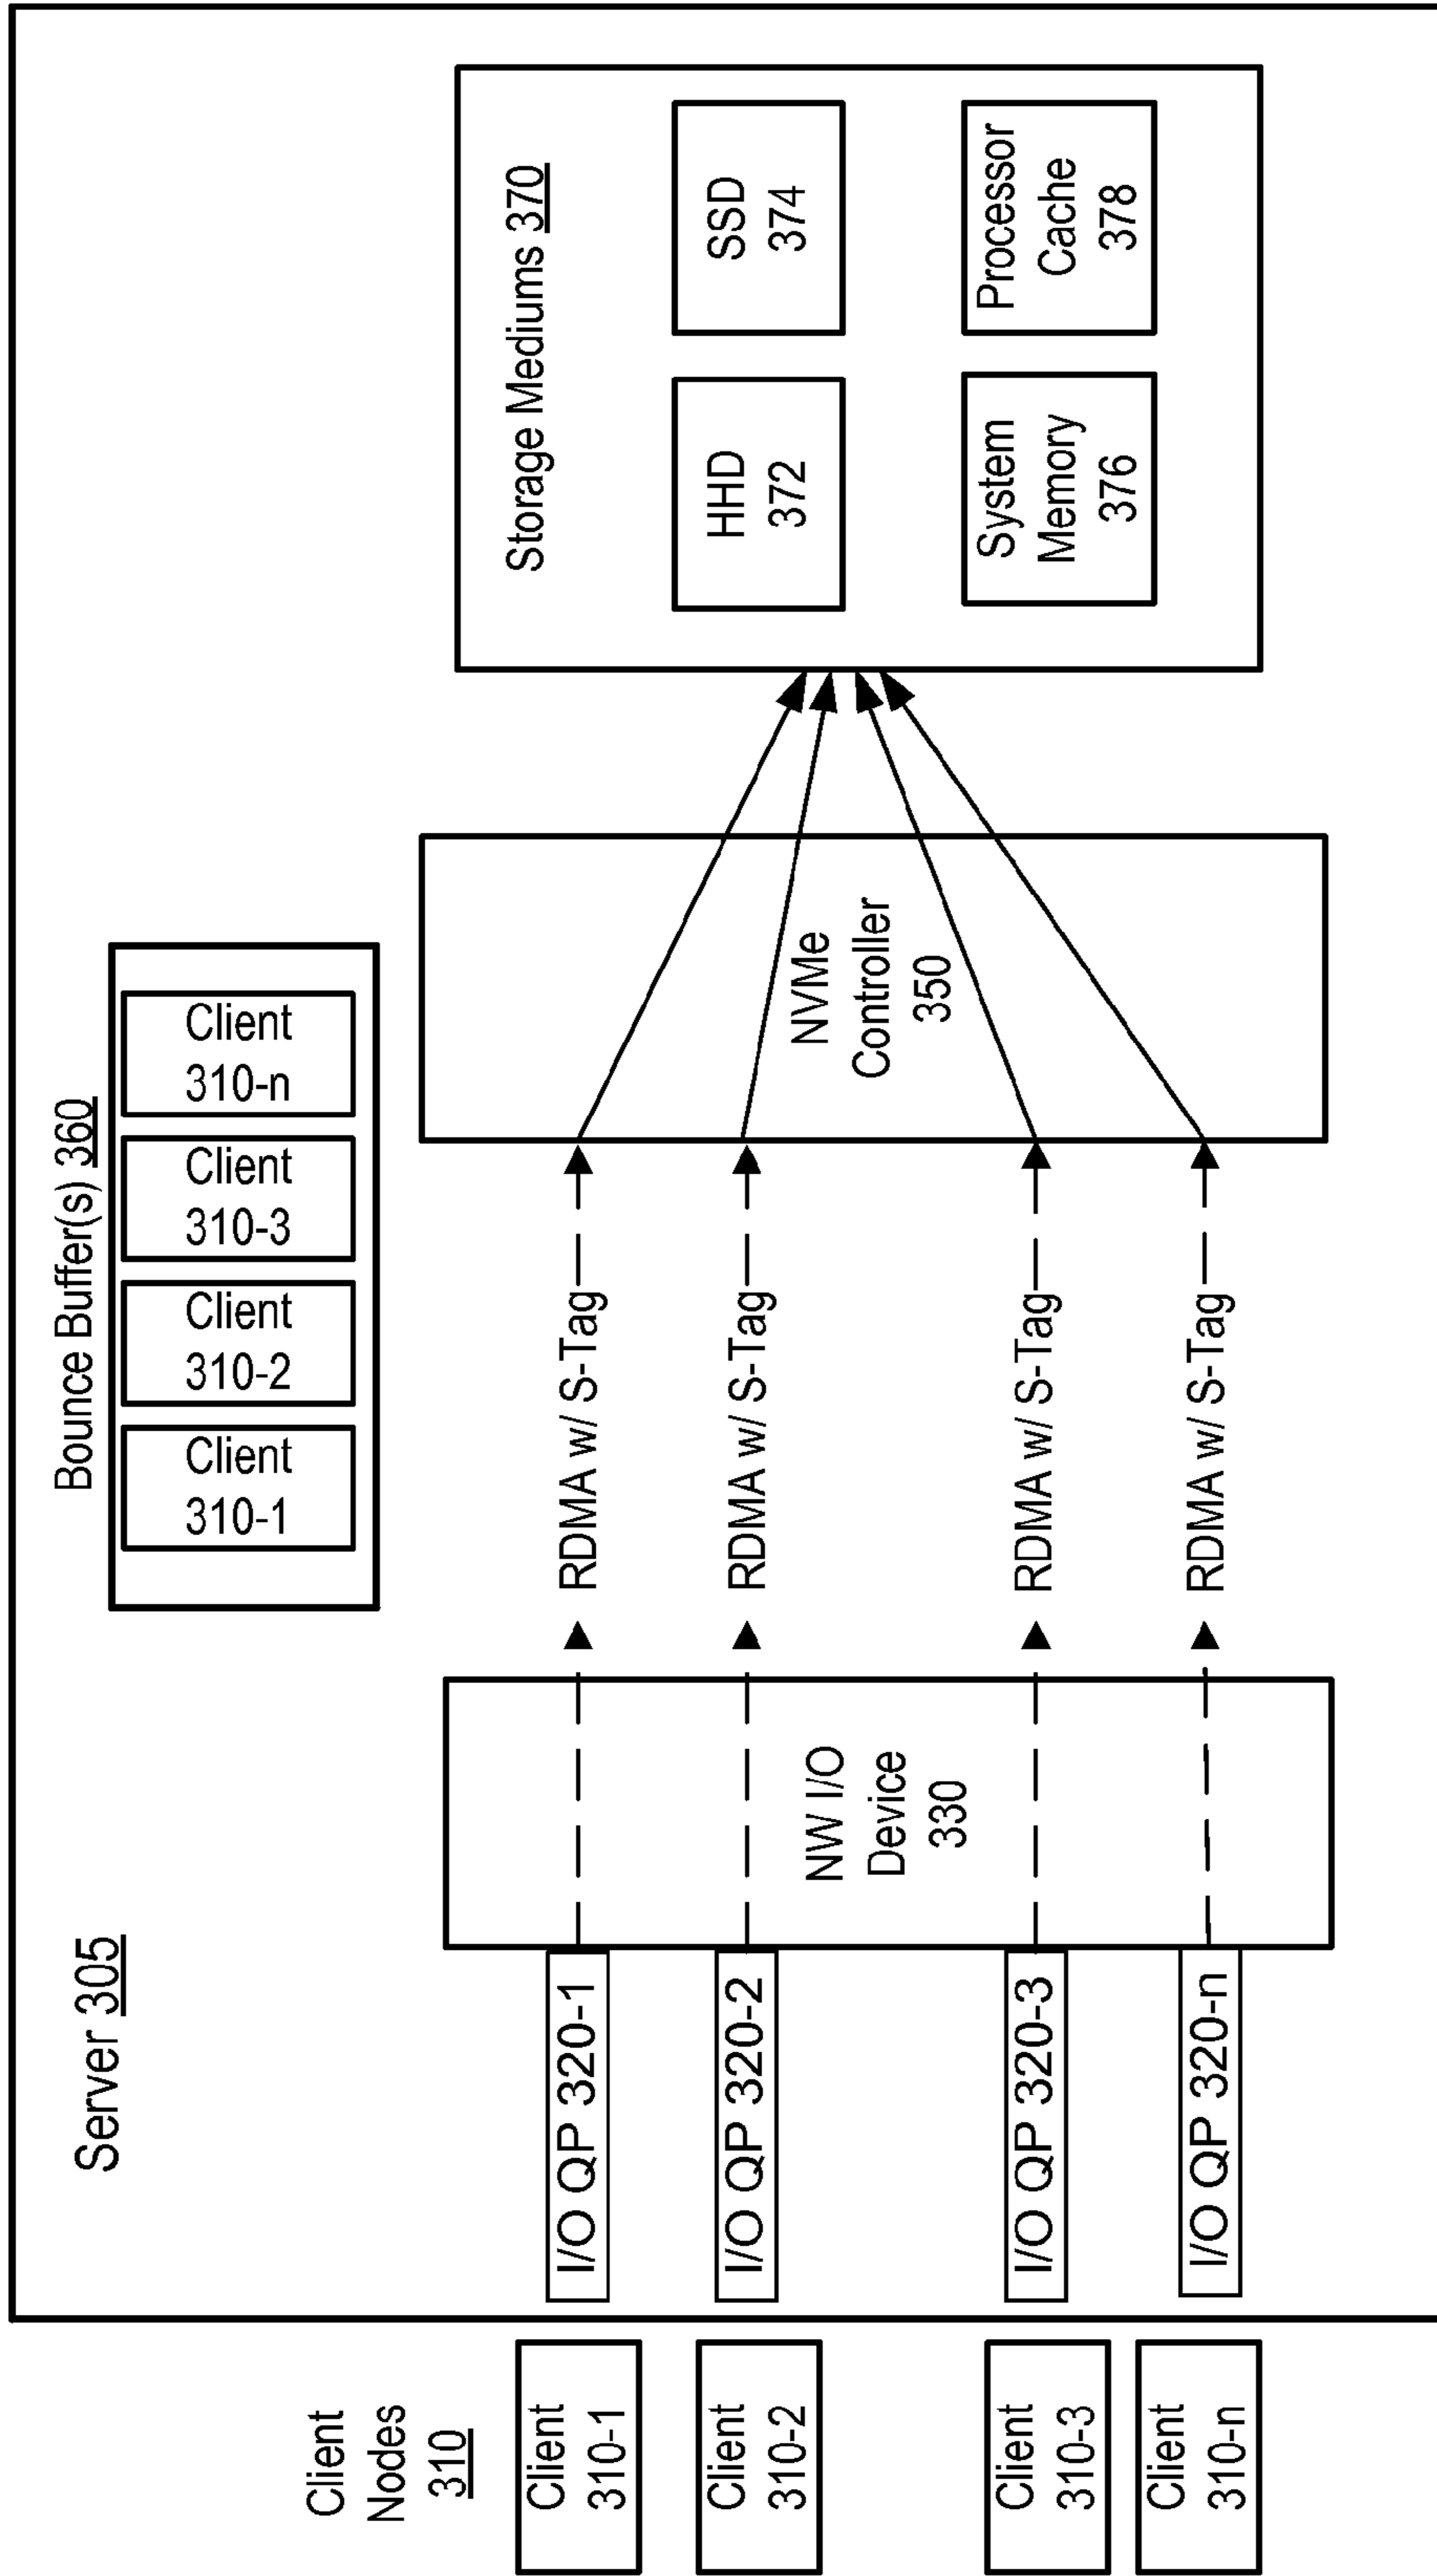 Server 305
Bounce Buffer(s) 360
Client
310-1
Client
310-2
Client
310-3
Client
310-n
Client
Nodes
310
Client
310-1
Client
310-2
Client
310-3
Client
310-n
I/O QP 320-1
I/O QP 320-2
I/O QP 320-3
I/O QP 320-n
NW I/O
Device
330
RDMA w/ S-Tag
RDMA w/ S-Tag
RDMA w/ S-Tag
RDMA w/ S-Tag
NVMe
Controller
350
Storage Mediums 370
HHD
372
SSD
374
System
Memory
376
Processor
Cache
378